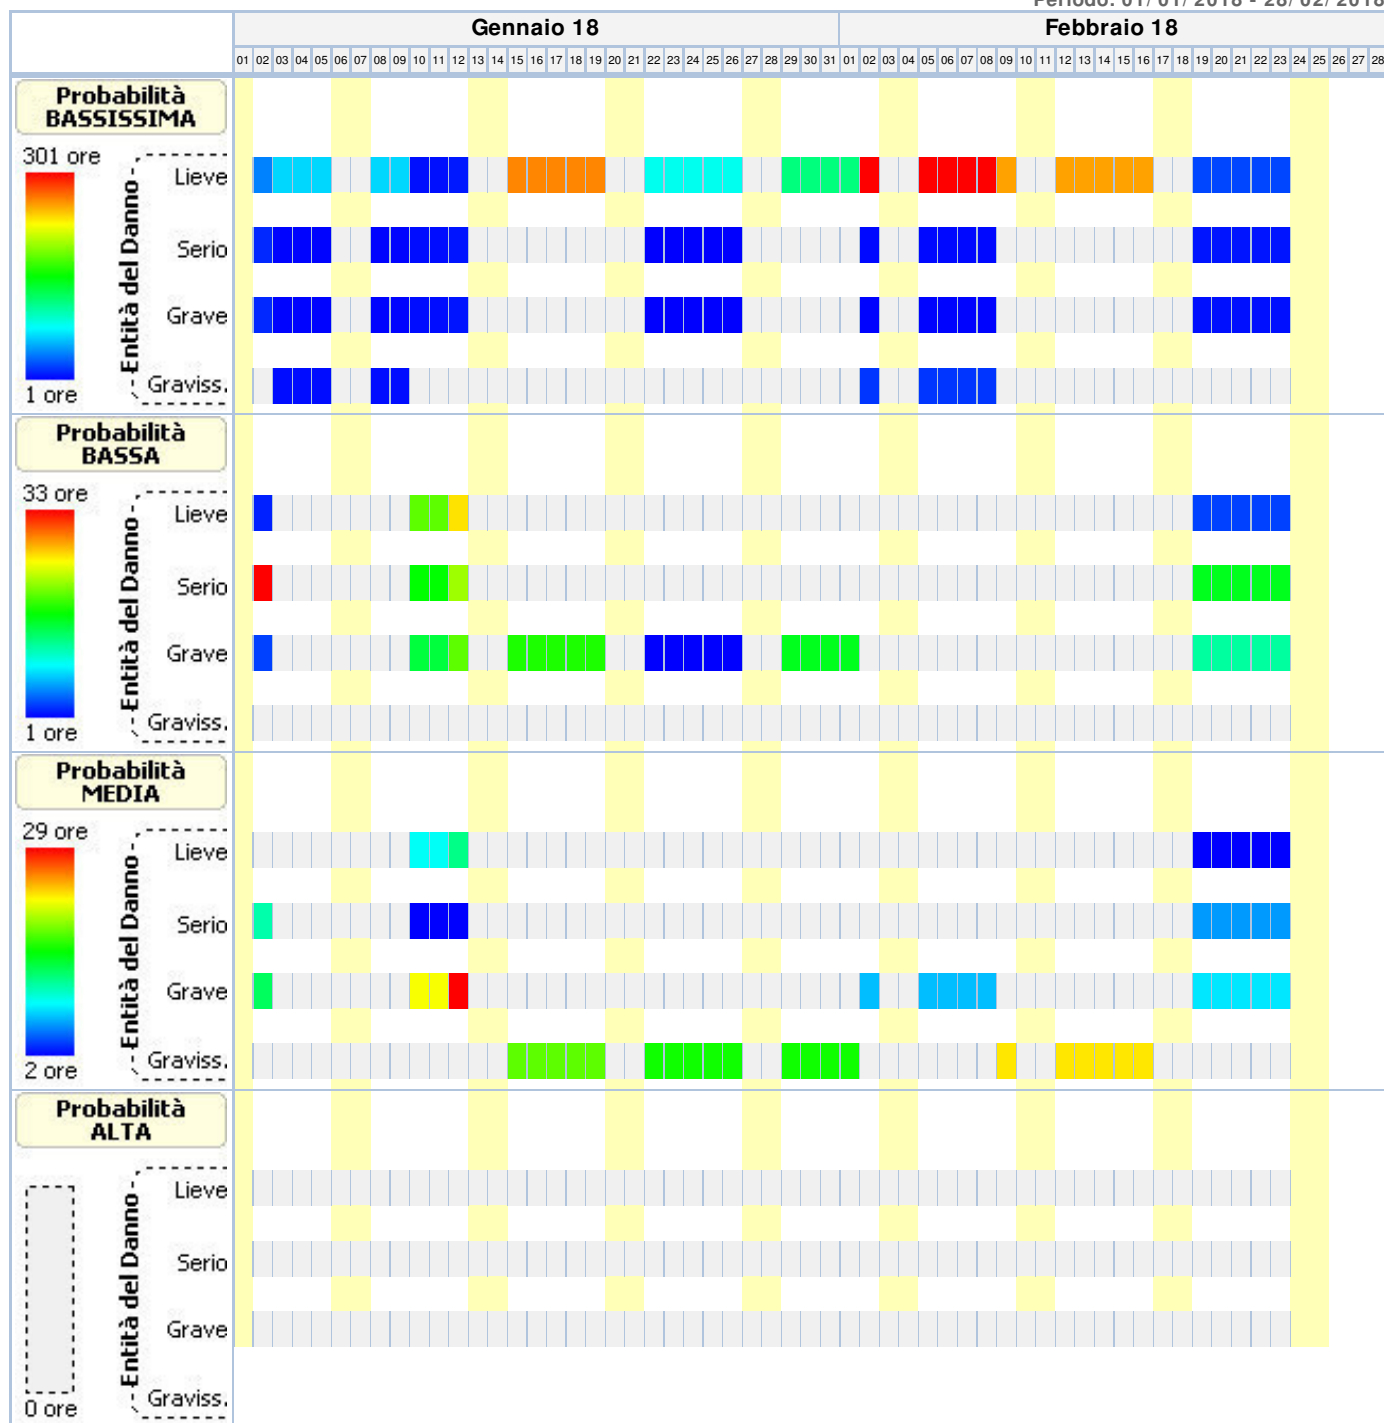 Periodo: 01/01/2018 - 28/02/2018
Gennaio 18 Febbraio 18
01 02 03 04 05 06 07 08 09 10 11 12 13 14 15 16 17 18 19 20 21 22 23 24 25 26 27 28 29 30 31 01 02 03 04 05 06 07 08 09 10 11 12 13 14 15 16 17 18 19 20 21 22 23 24 25 26 27 28
Probabilità
BASSISSIMA
301 ore
1 ore
Entità del Danno
Lieve
Serio
Grave
Graviss.
Probabilità
BASSA
33 ore
1 ore
Entità del Danno
Lieve
Serio
Grave
Graviss.
Probabilità
MEDIA
29 ore
2 ore
Entità del Danno
Lieve
Serio
Grave
Graviss.
Probabilità
ALTA
0 ore
Entità del Danno
Lieve
Serio
Grave
Graviss.